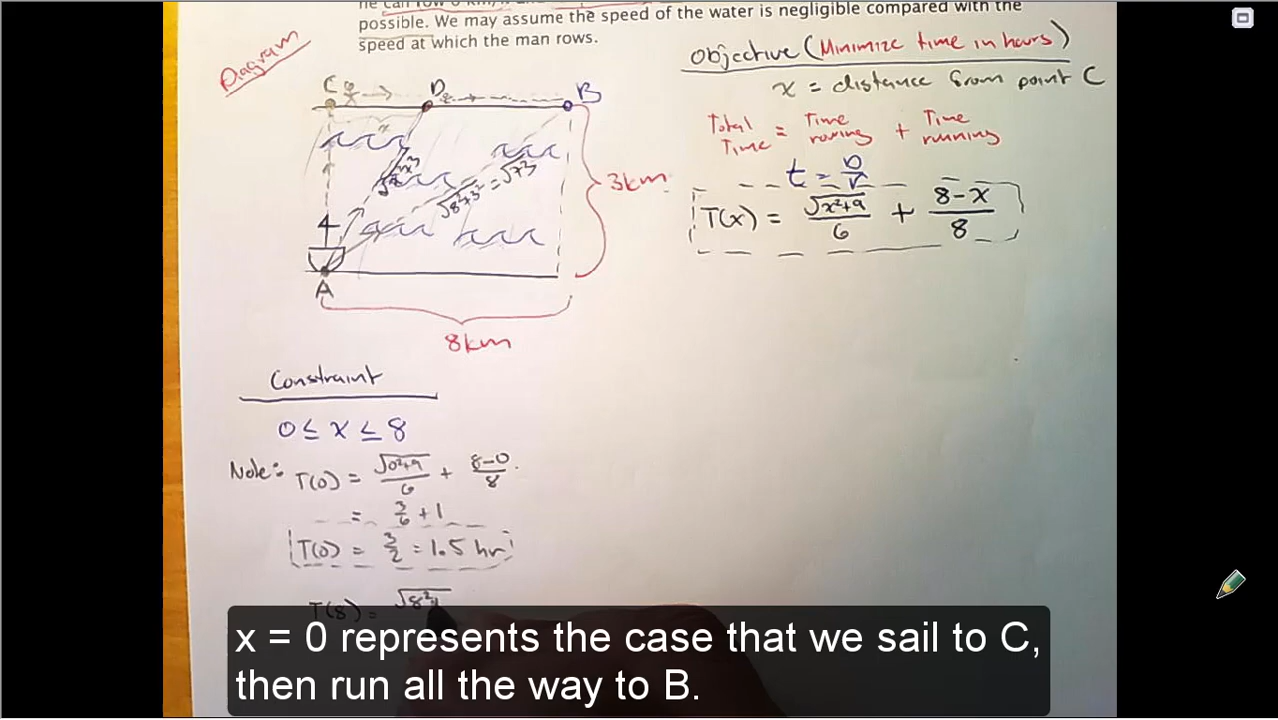 possible. We may assume the speed of the water is negligible compared with the
speed at which the man rows.
Diagram
C
D
B
x
√8²+3² = √73
3km
A
8km
Objective (Minimize time in hours)
x = distance from point C
Total Time = Time rowing + Time running
t = D/r
T(x) = √x²+9/6 + 8-x/8
Constraint
0 ≤ x ≤ 8
Note: T(0) = √0²+9/6 + 8-0/8
= 3/6 + 1
T(0) = 3/2 = 1.5 hr
T(8) = √8²+
x = 0 represents the case that we sail to C,
then run all the way to B.